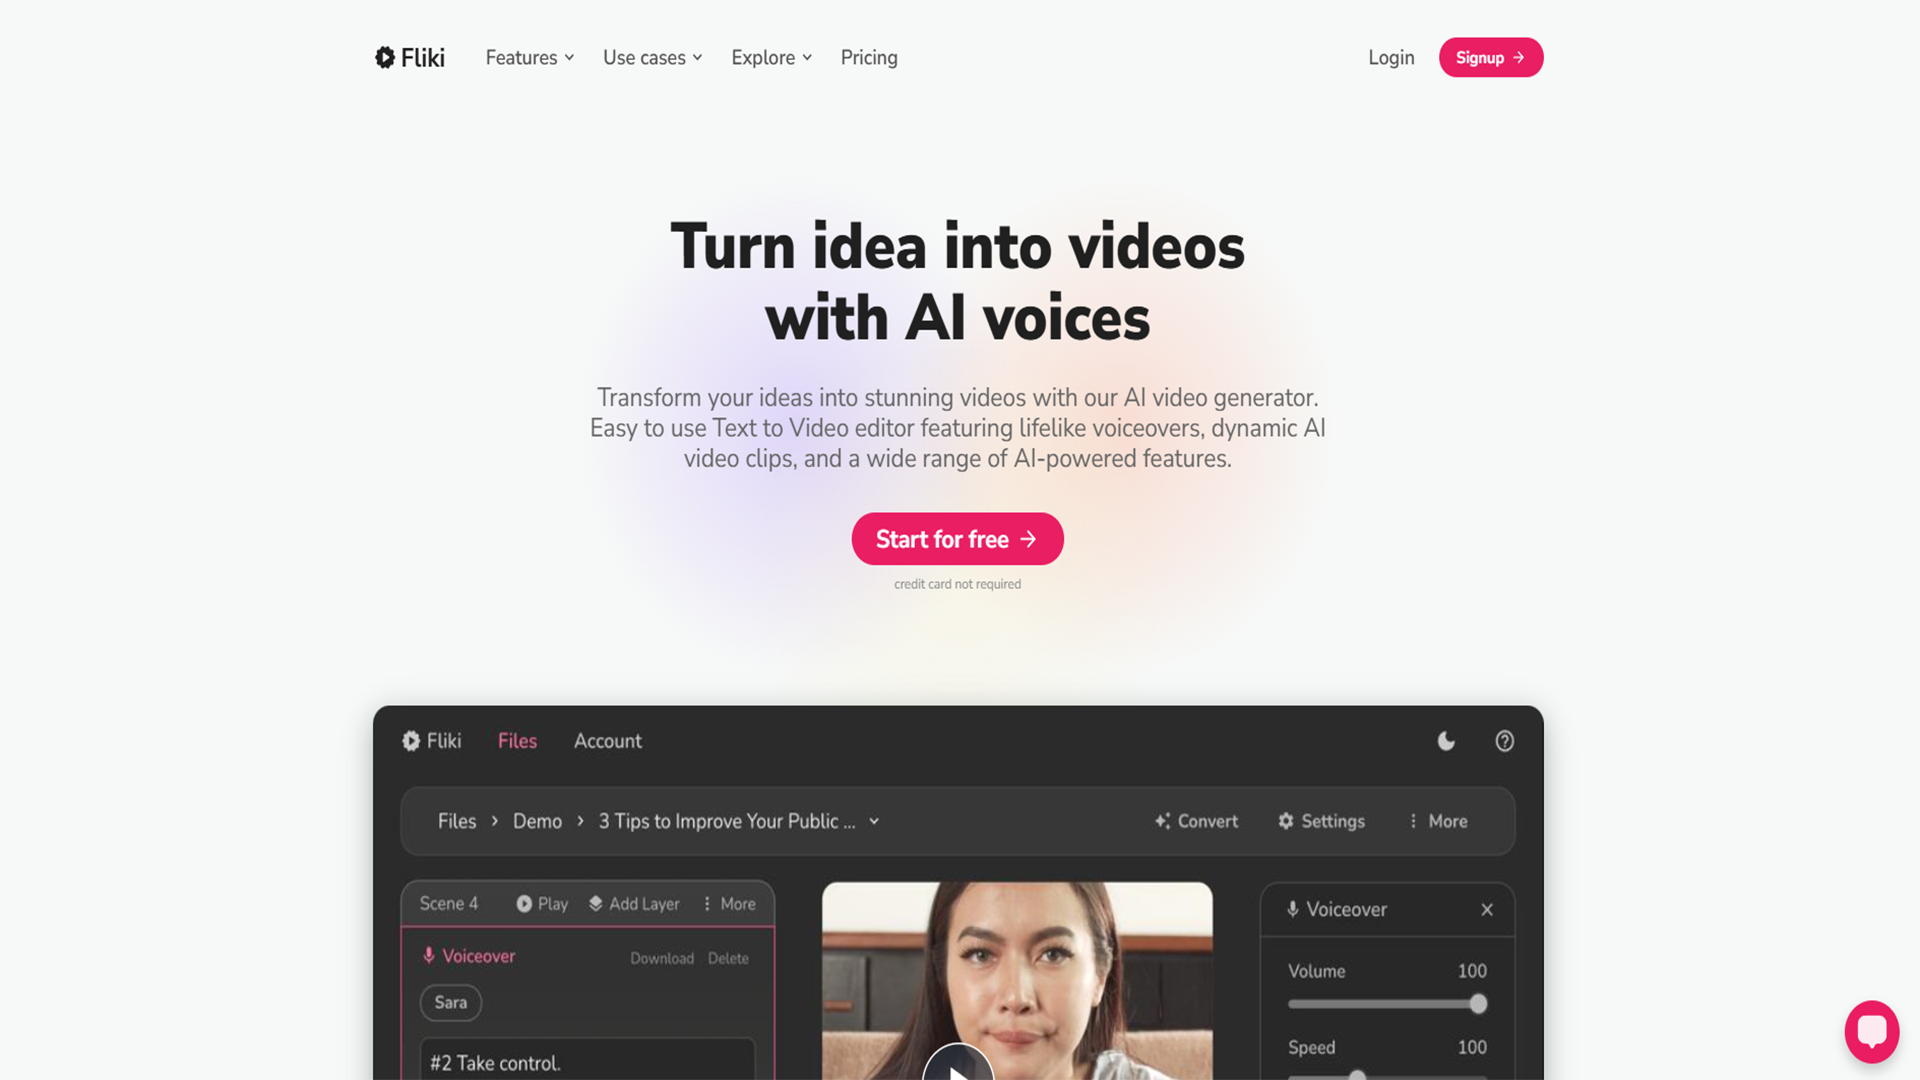 Fliki Features Use cases Explore Pricing Login Signup →
Turn idea into videos
with AI voices
Transform your ideas into stunning videos with our AI video generator.
Easy to use Text to Video editor featuring lifelike voiceovers, dynamic AI
video clips, and a wide range of AI-powered features.
Start for free →
credit card not required
Fliki Files Account
Files > Demo > 3 Tips to Improve Your Public ... Convert Settings More
Scene 4 Play Add Layer More
Voiceover Download Delete
Sara
#2 Take control.
Voiceover
Volume 100
Speed 100